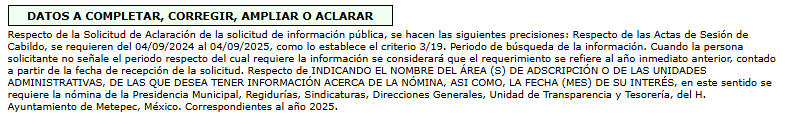 DATOS A COMPLETAR, CORREGIR, AMPLIAR O ACLARAR
Respecto de la Solicitud de Aclaración de la solicitud de información pública, se hacen las siguientes precisiones: Respecto de las Actas de Sesión de
Cabildo, se requieren del 04/09/2024 al 04/09/2025, como lo establece el criterio 3/19. Periodo de búsqueda de la información. Cuando la persona
solicitante no señale el periodo respecto del cual requiere la información se considerará que el requerimiento se refiere al año inmediato anterior, contado
a partir de la fecha de recepción de la solicitud. Respecto de INDICANDO EL NOMBRE DEL ÁREA (S) DE ADSCRIPCIÓN O DE LAS UNIDADES
ADMINISTRATIVAS, DE LAS QUE DESEA TENER INFORMACIÓN ACERCA DE LA NÓMINA, ASI COMO, LA FECHA (MES) DE SU INTERÉS, en este sentido se
requiere la nómina de la Presidencia Municipal, Regidurías, Sindicaturas, Direcciones Generales, Unidad de Transparencia y Tesorería, del H.
Ayuntamiento de Metepec, México. Correspondientes al año 2025.